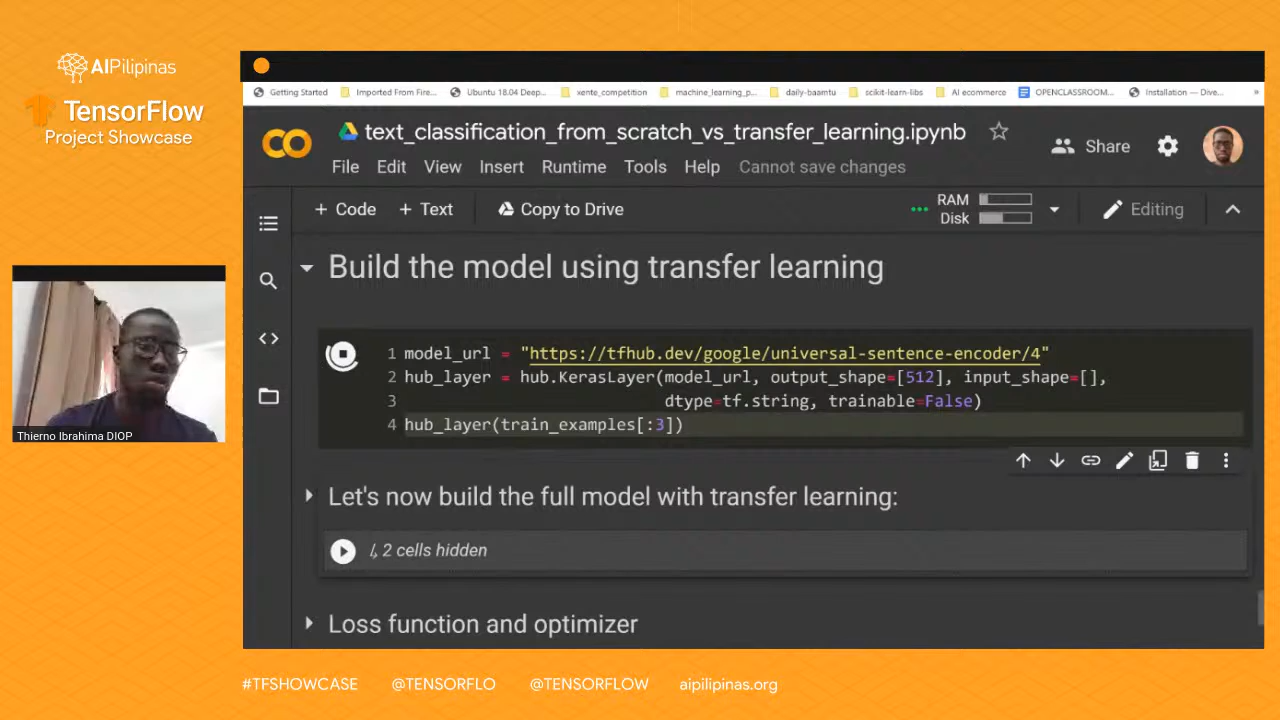 AIPilipinas
TensorFlow
Project Showcase
Thierno Ibrahima DIOP
Getting Started
Imported From Fire...
Ubuntu 18.04 Deep...
xente_competition
machine_learning_p...
daily-baamtu
scikit-learn-libs
AI ecommerce
OPENCLASSROOM...
Installation — Dive...
»
text_classification_from_scratch_vs_transfer_learning.ipynb
Share
File Edit View Insert Runtime Tools Help Cannot save changes
+ Code + Text Copy to Drive
RAM
Disk
Editing
Build the model using transfer learning
1 model_url = "https://tfhub.dev/google/universal-sentence-encoder/4"
2 hub_layer = hub.KerasLayer(model_url, output_shape=[512], input_shape=[],
3 dtype=tf.string, trainable=False)
4 hub_layer(train_examples[:3])
Let's now build the full model with transfer learning:
2 cells hidden
Loss function and optimizer
#TFSHOWCASE @TENSORFLO @TENSORFLOW aipilipinas.org